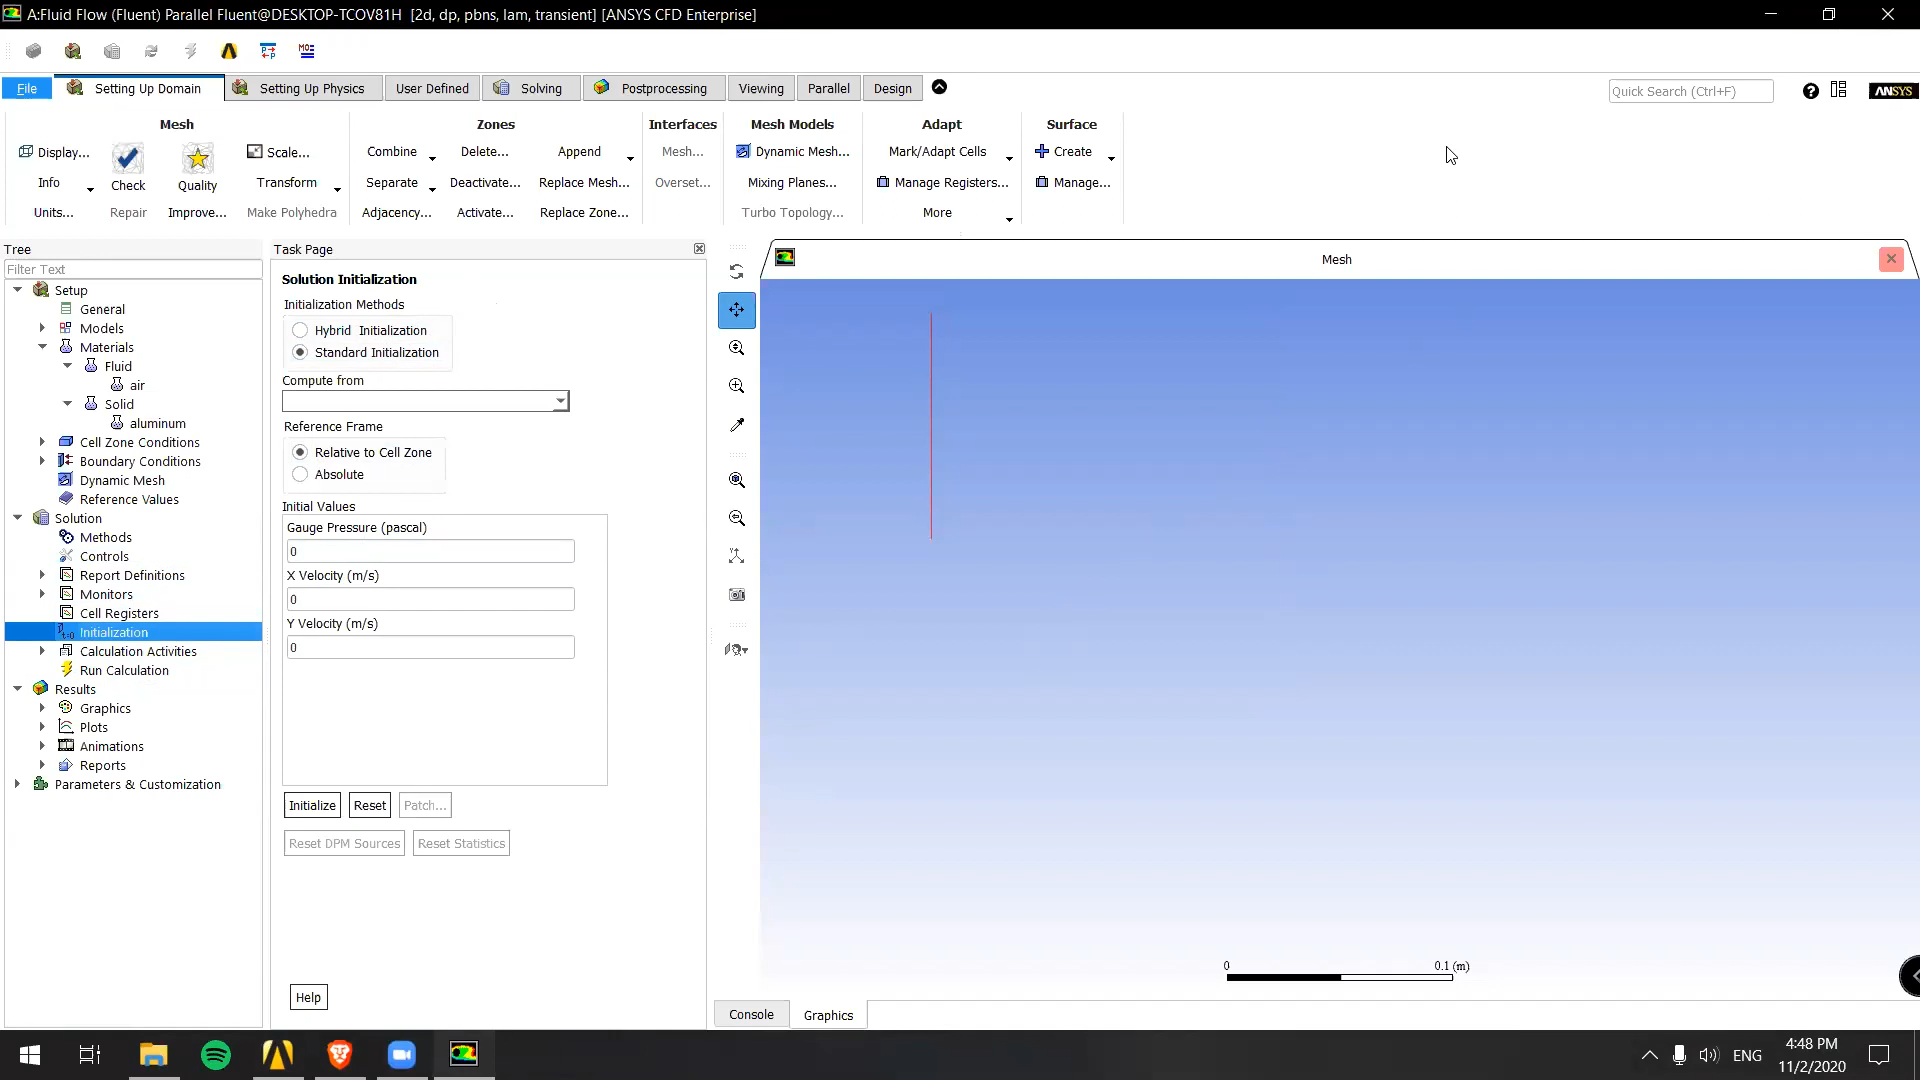 A:Fluid Flow (Fluent) Parallel Fluent@DESKTOP-TCOV81H [2d, dp, pbns, lam, transient] [ANSYS CFD Enterprise]
File Setting Up Domain Setting Up Physics User Defined Solving Postprocessing Viewing Parallel Design Quick Search (Ctrl+F) ANSYS
Mesh Zones Interfaces Mesh Models Adapt Surface
Display... Scale... Combine Delete... Append Mesh... Dynamic Mesh... Mark/Adapt Cells Create
Info Check Quality Transform Separate Deactivate... Replace Mesh... Overset... Mixing Planes... Manage Registers... Manage...
Units... Repair Improve... Make Polyhedra Adjacency... Activate... Replace Zone... Turbo Topology... More
Tree
Filter Text
Setup
General
Models
Materials
Fluid
air
Solid
aluminum
Cell Zone Conditions
Boundary Conditions
Dynamic Mesh
Reference Values
Solution
Methods
Controls
Report Definitions
Monitors
Cell Registers
Initialization
Calculation Activities
Run Calculation
Results
Graphics
Plots
Animations
Reports
Parameters & Customization
Task Page
Solution Initialization
Initialization Methods
Hybrid Initialization
Standard Initialization
Compute from
Reference Frame
Relative to Cell Zone
Absolute
Initial Values
Gauge Pressure (pascal)
0
X Velocity (m/s)
0
Y Velocity (m/s)
0
Initialize Reset Patch...
Reset DPM Sources Reset Statistics
Help
Mesh
0 0.1 (m)
Console Graphics
ENG
4:48 PM
11/2/2020